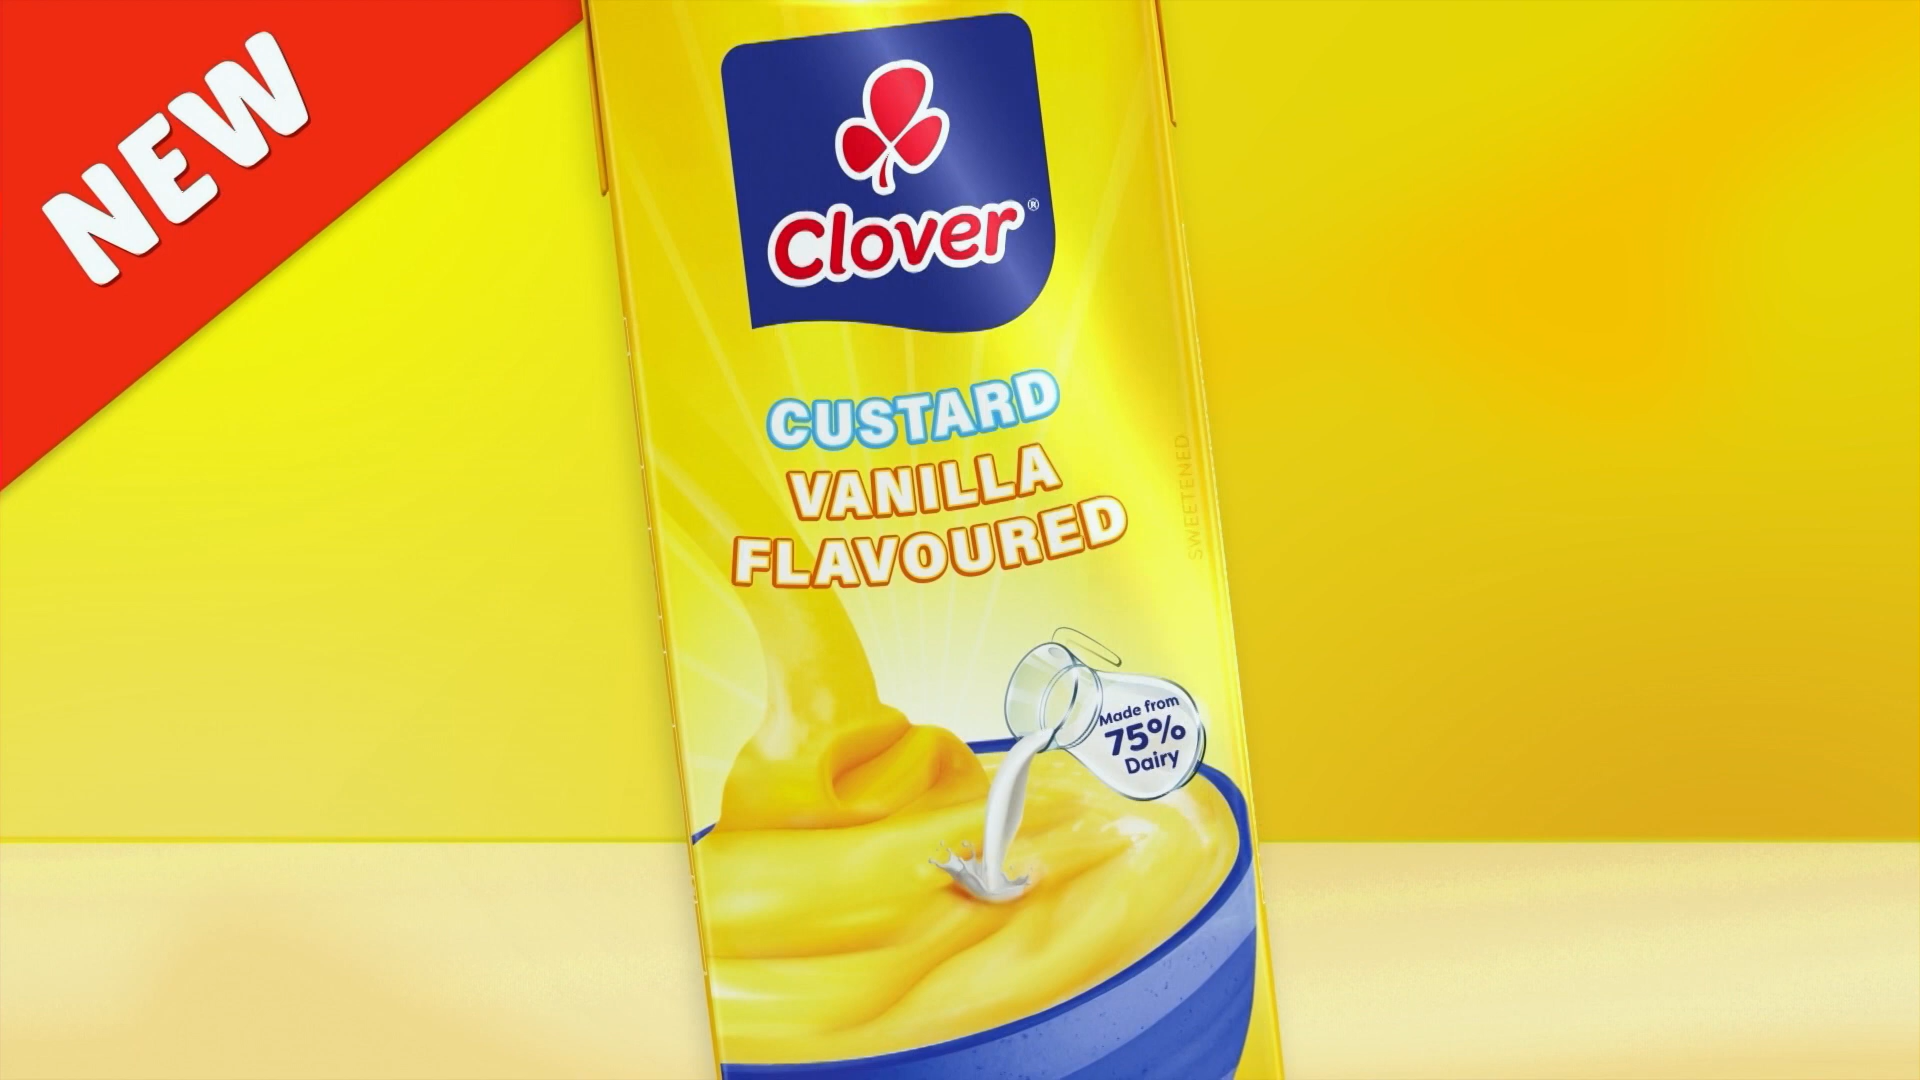 NEW
Clover®
CUSTARD
VANILLA
FLAVOURED
SWEETENED
Made from
75%
Dairy